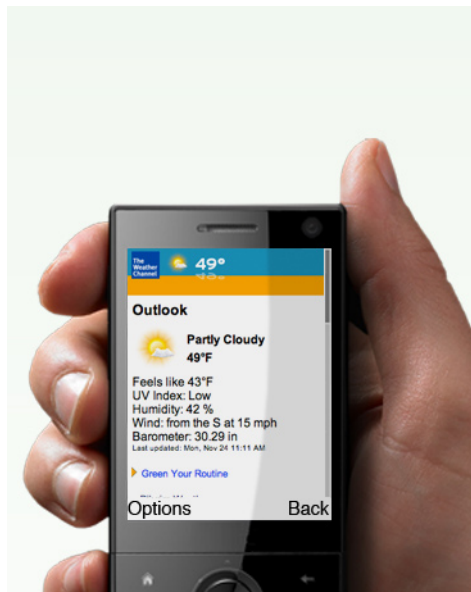 The
Weather
Channel
49°
Outlook
Partly Cloudy
49°F
Feels like 43°F
UV Index: Low
Humidity: 42 %
Wind: from the S at 15 mph
Barometer: 30.29 in
Last updated: Mon, Nov 24 11:11 AM
Green Your Routine
Options
Back